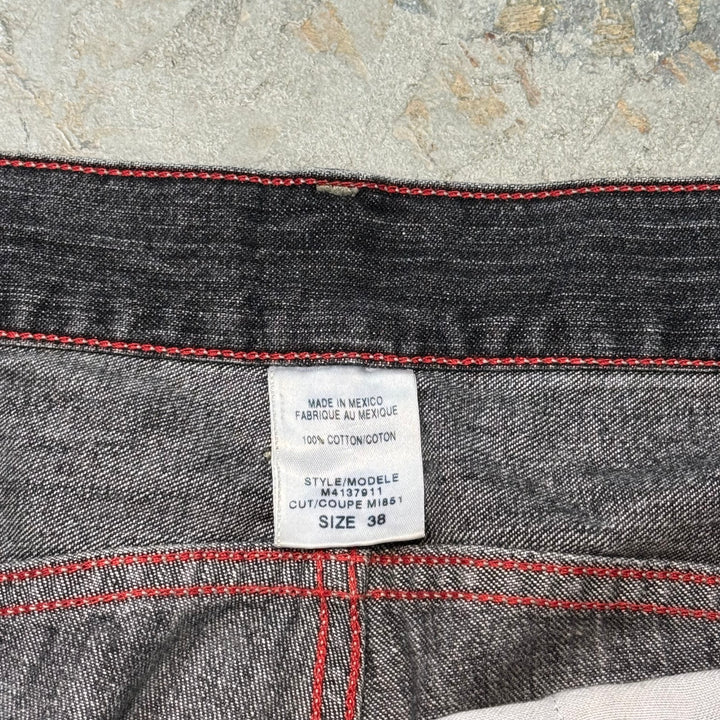 MADE IN MEXICO
FABRIQUE AU MEXIQUE
100% COTTON/COTON
STYLE/MODELE
M4137911
CUT/COUPE MI851
SIZE 38